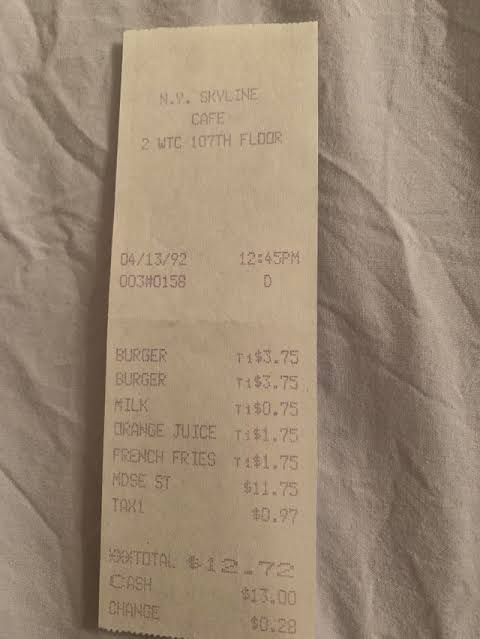 N.Y. SKYLINE
CAFE
2 WTC 107TH FLOOR
04/13/92 12:45PM
003#0158 D
BURGER T1$3.75
BURGER T1$3.75
MILK T1$0.75
ORANGE JUICE T1$1.75
FRENCH FRIES T1$1.75
MDSE ST $11.75
TAX1 $0.97
***TOTAL $12.72
CASH $13.00
CHANGE $0.28